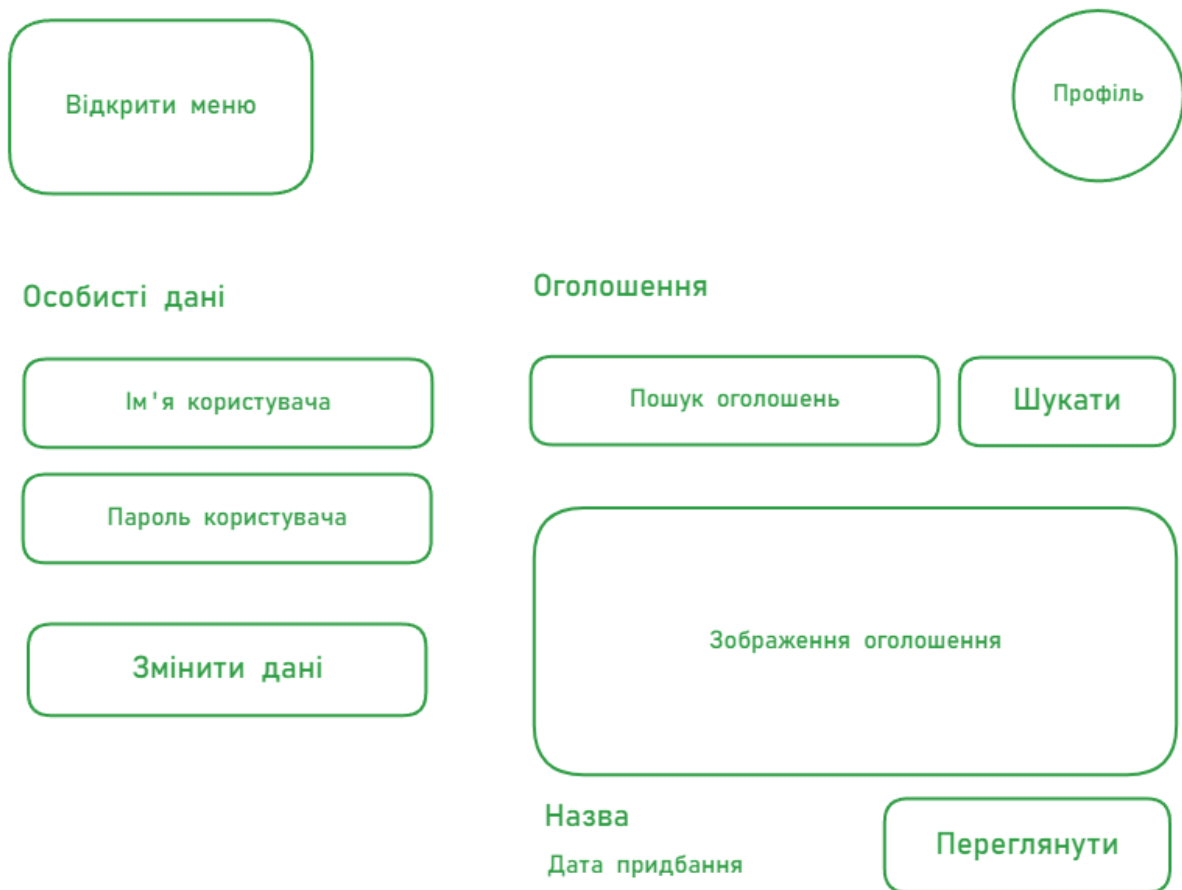 Відкрити меню
Профіль
Особисті дані
Ім'я користувача
Пароль користувача
Змінити дані
Оголошення
Пошук оголошень
Шукати
Зображення оголошення
Назва
Дата придбання
Переглянути